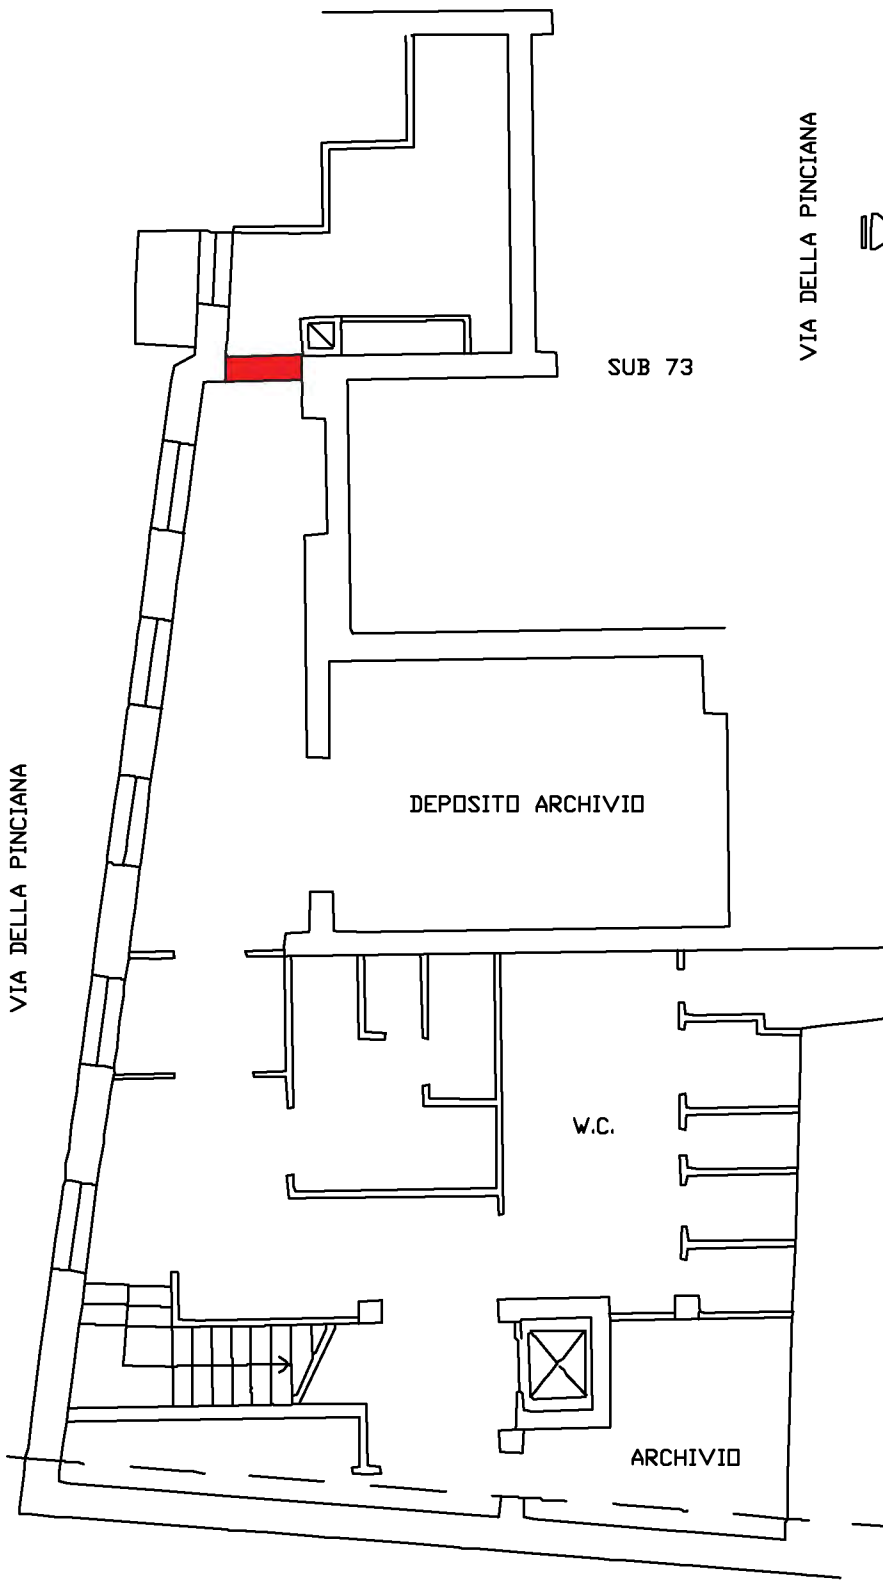 VIA DELLA PINCIANA
SUB 73
VIA DELLA PINCIANA
DEPOSITO ARCHIVIO
W.C.
ARCHIVIO